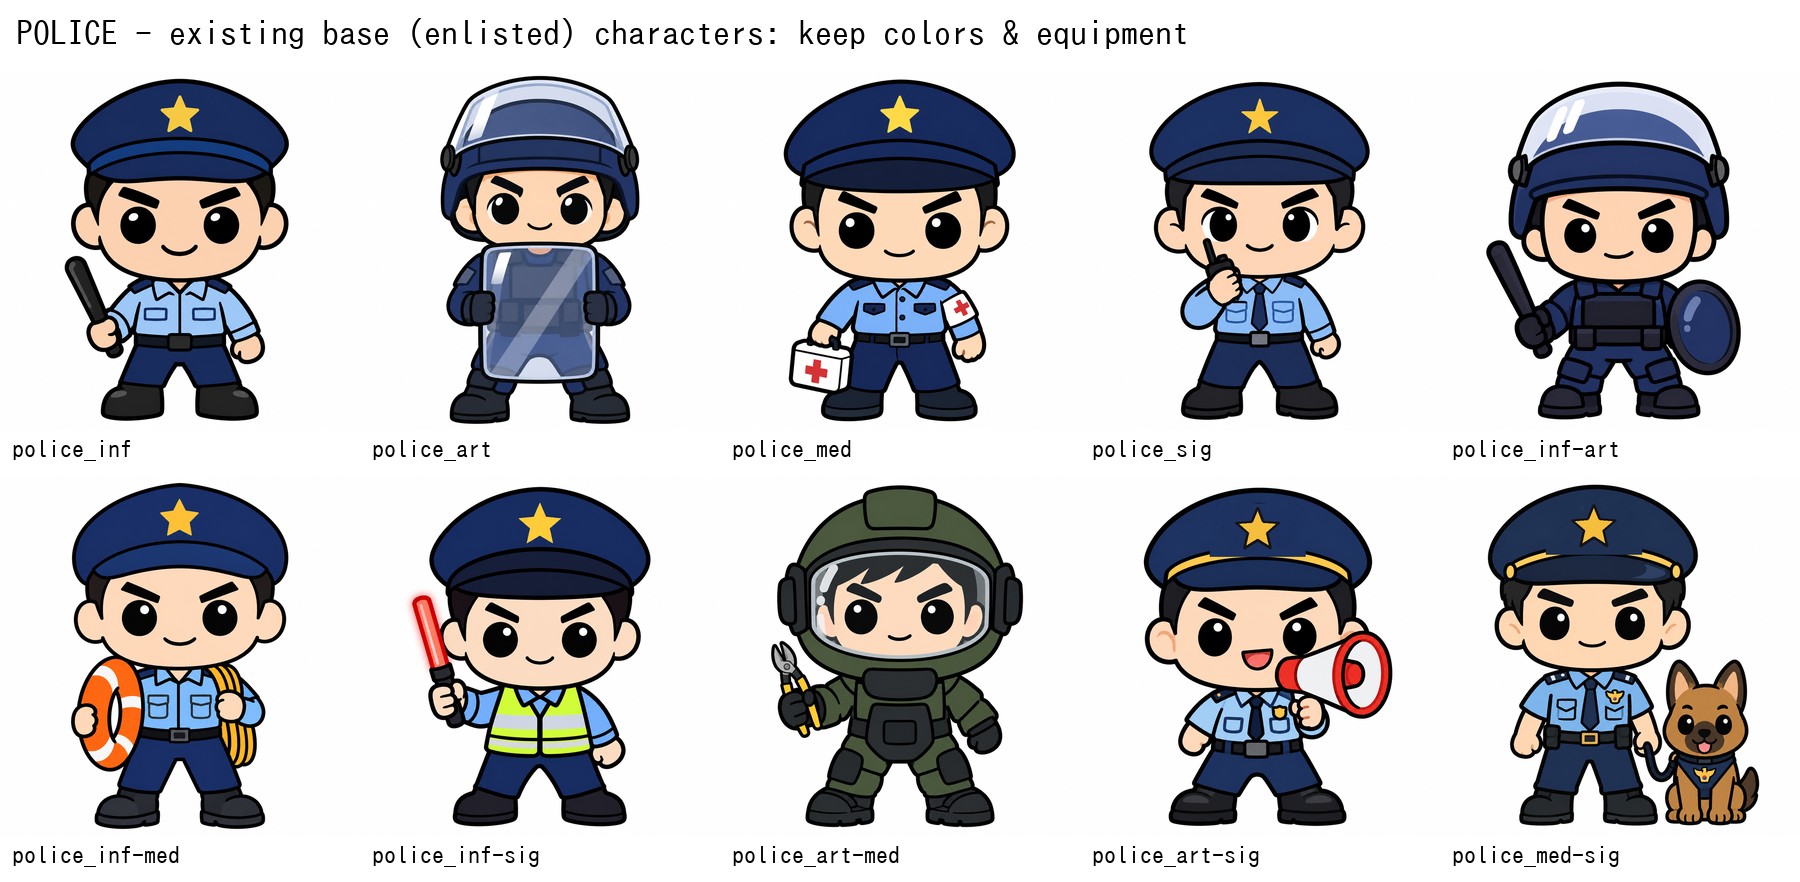 POLICE - existing base (enlisted) characters: keep colors & equipment
police_inf
police_art
police_med
police_sig
police_inf-art
police_inf-med
police_inf-sig
police_art-med
police_art-sig
police_med-sig